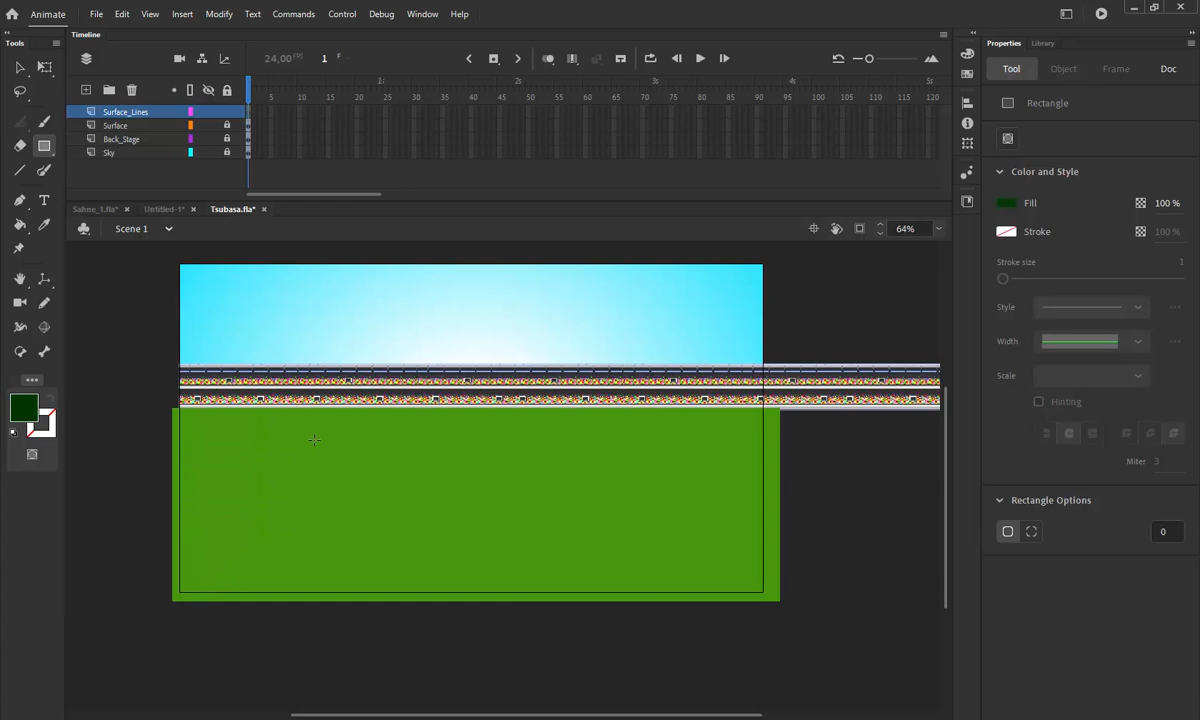 Animate File Edit View Insert Modify Text Commands Control Debug Window Help
Tools
Timeline
24,00 FPS 1 F
1s 2s 3s 4s 5s
5 10 15 20 25 30 35 40 45 50 55 60 65 70 75 80 85 90 95 100 105 110 115 120
Surface_Lines
Surface
Back_Stage
Sky
Sahne_1.fla* Untitled-1* Tsubasa.fla*
Scene 1 64%
Properties Library
Tool Object Frame Doc
Rectangle
Color and Style
Fill 100 %
Stroke 100 %
Stroke size 1
Style
Width
Scale
Hinting
Miter 3
Rectangle Options
0